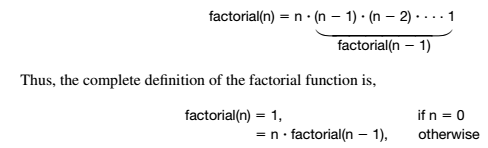 factorial(n) = n · (n − 1) · (n − 2) · · · · 1
factorial(n − 1)
Thus, the complete definition of the factorial function is,
factorial(n) = 1, if n = 0
= n · factorial(n − 1), otherwise